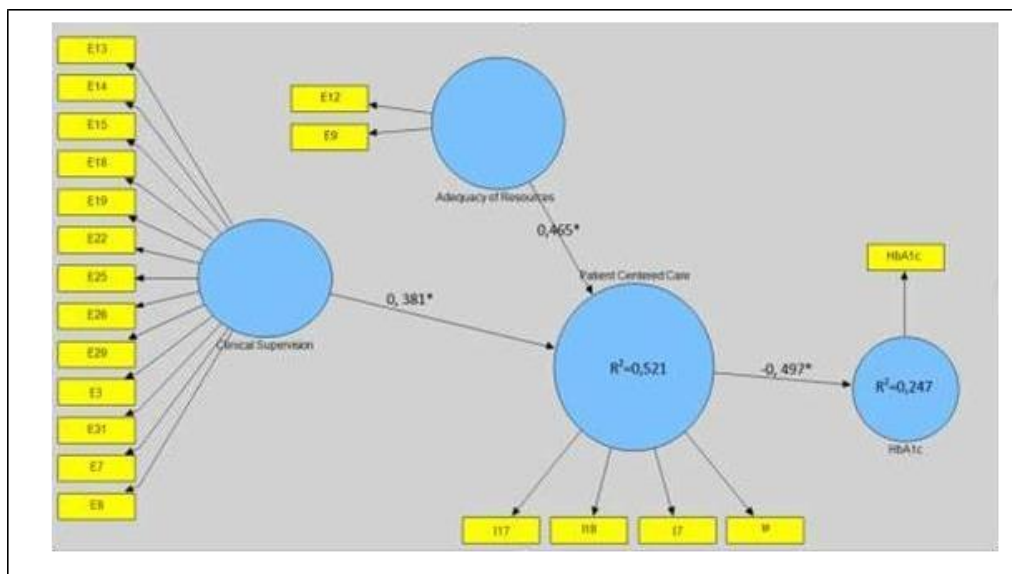 E13
E14
E15
E18
E19
E22
E25
E26
E29
E3
E31
E7
E12
E9
Adequacy of Resources
0,465*
Clinical Supervision
0, 381*
Patient Centered Care
R²=0,521
-0, 497*
HbA1c
R²=0,247
HbA1c
I17
I18
I7